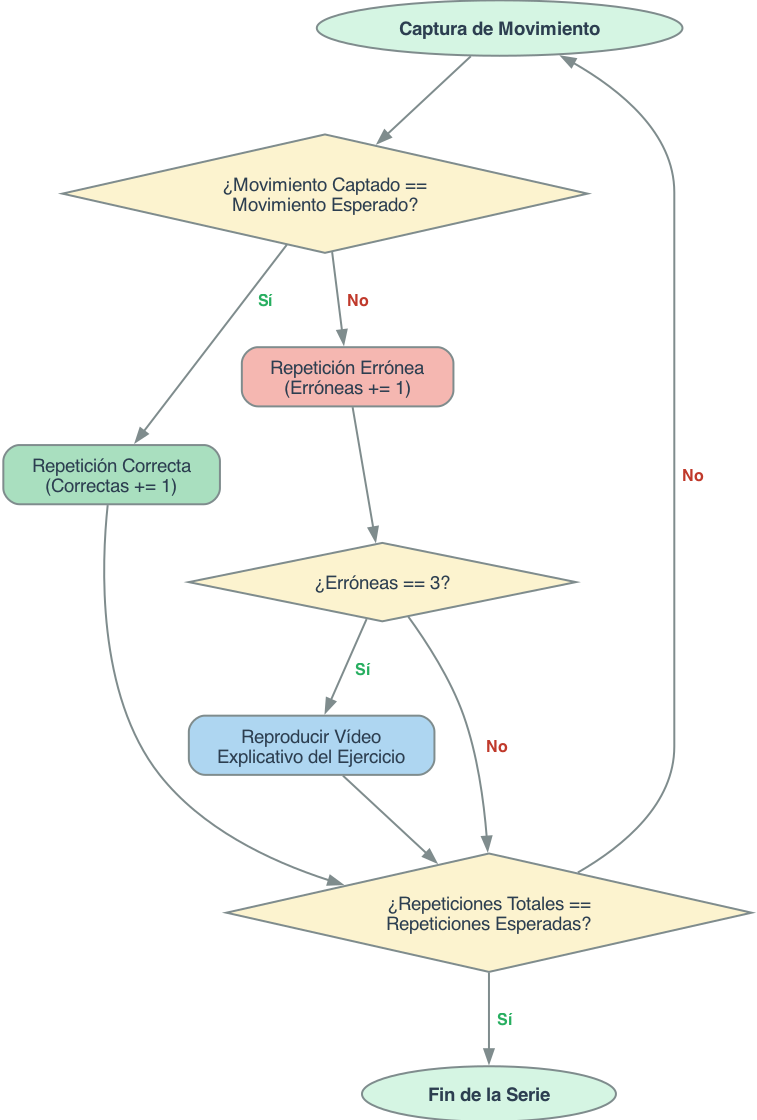 Captura de Movimiento
¿Movimiento Captado ==
Movimiento Esperado?
Sí
No
Repetición Errónea
(Erróneas += 1)
Repetición Correcta
(Correctas += 1)
No
¿Erróneas == 3?
Sí
Reproducir Vídeo
Explicativo del Ejercicio
No
¿Repeticiones Totales ==
Repeticiones Esperadas?
Sí
Fin de la Serie